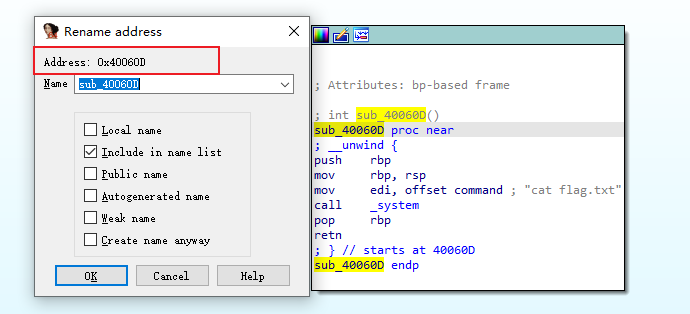 Rename address
Address: 0x40060D
Name sub_40060D
Local name
Include in name list
Public name
Autogenerated name
Weak name
Create name anyway
OK Cancel Help
; Attributes: bp-based frame
; int sub_40060D()
sub_40060D proc near
; __unwind {
push rbp
mov rbp, rsp
mov edi, offset command ; "cat flag.txt"
call _system
pop rbp
retn
; } // starts at 40060D
sub_40060D endp